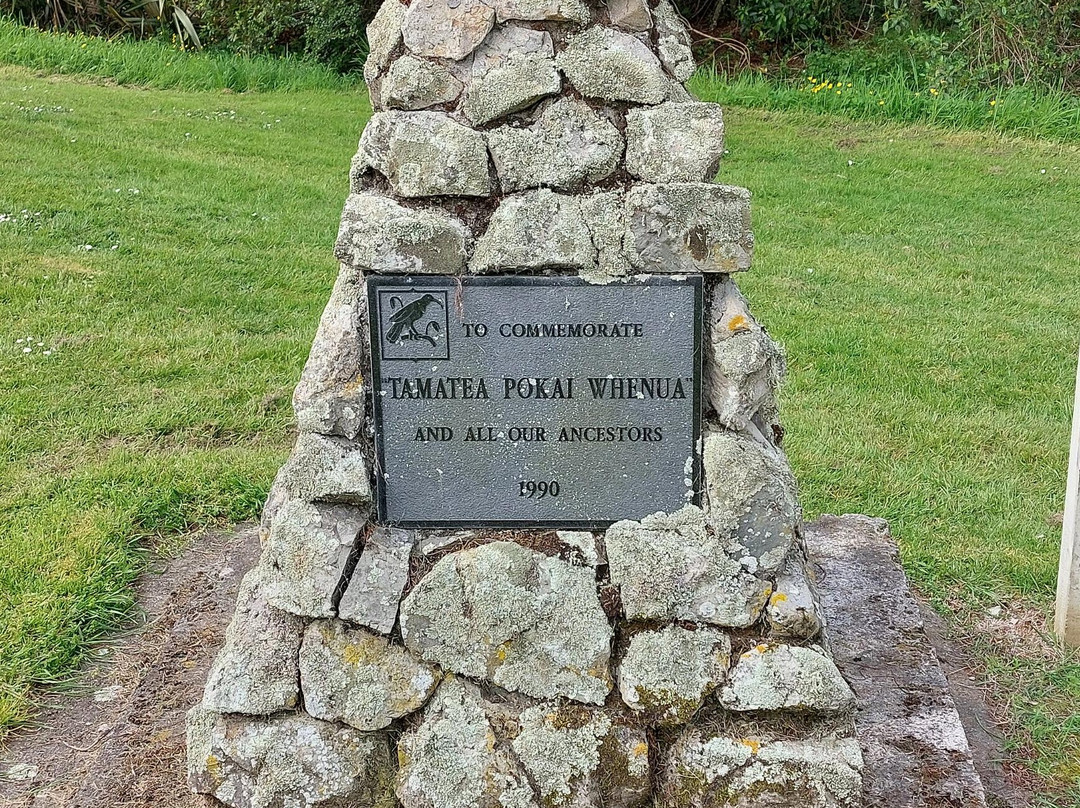 TO COMMEMORATE
"TAMATEA POKAI WHENUA"
AND ALL OUR ANCESTORS
1990